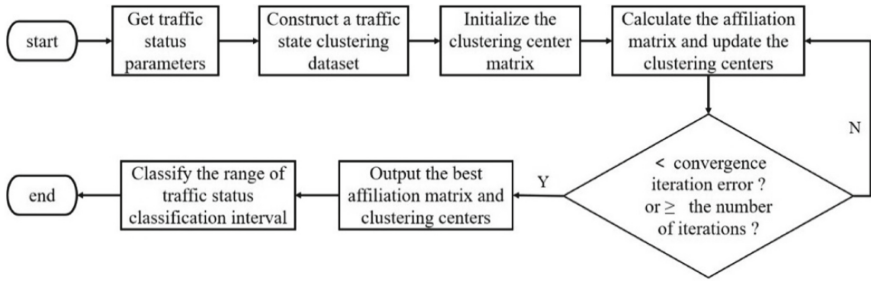 start
Get traffic
status
parameters
Construct a traffic
state clustering
dataset
Initialize the
clustering center
matrix
Calculate the affiliation
matrix and update the
clustering centers
N
< convergence
iteration error ?
or ≥ the number
of iterations ?
Y
Output the best
affiliation matrix and
clustering centers
Classify the range of
traffic status
classification interval
end